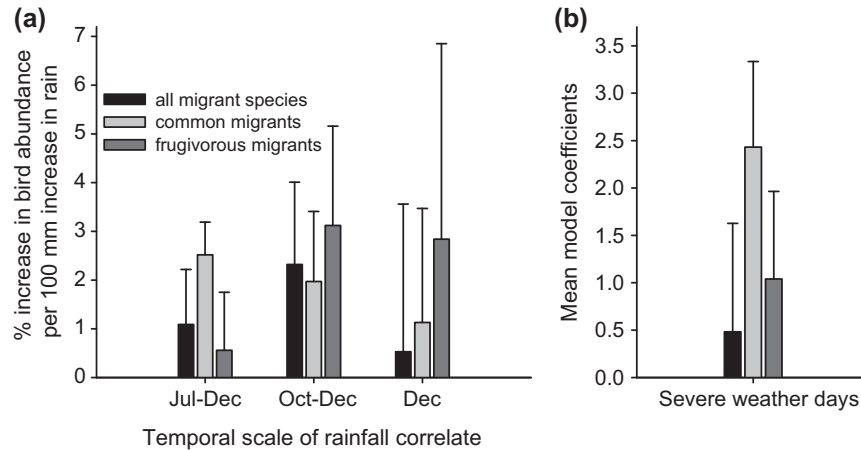 (a)
% increase in bird abundance
per 100 mm increase in rain
7
6
5
4
3
2
1
0
all migrant species
common migrants
frugivorous migrants
Jul-Dec Oct-Dec Dec
Temporal scale of rainfall correlate
(b)
Mean model coefficients
3.5
3.0
2.5
2.0
1.5
1.0
0.5
0.0
Severe weather days